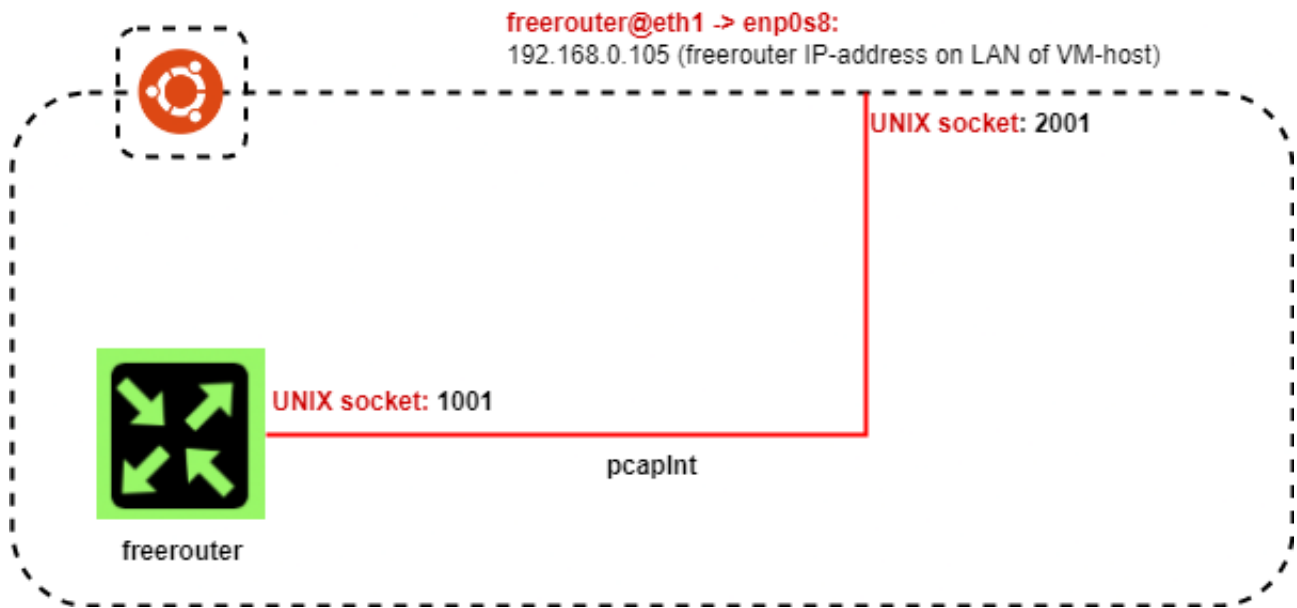 freerouter@eth1 -> enp0s8:
192.168.0.105 (freerouter IP-address on LAN of VM-host)
UNIX socket: 2001
UNIX socket: 1001
pcapInt
freerouter